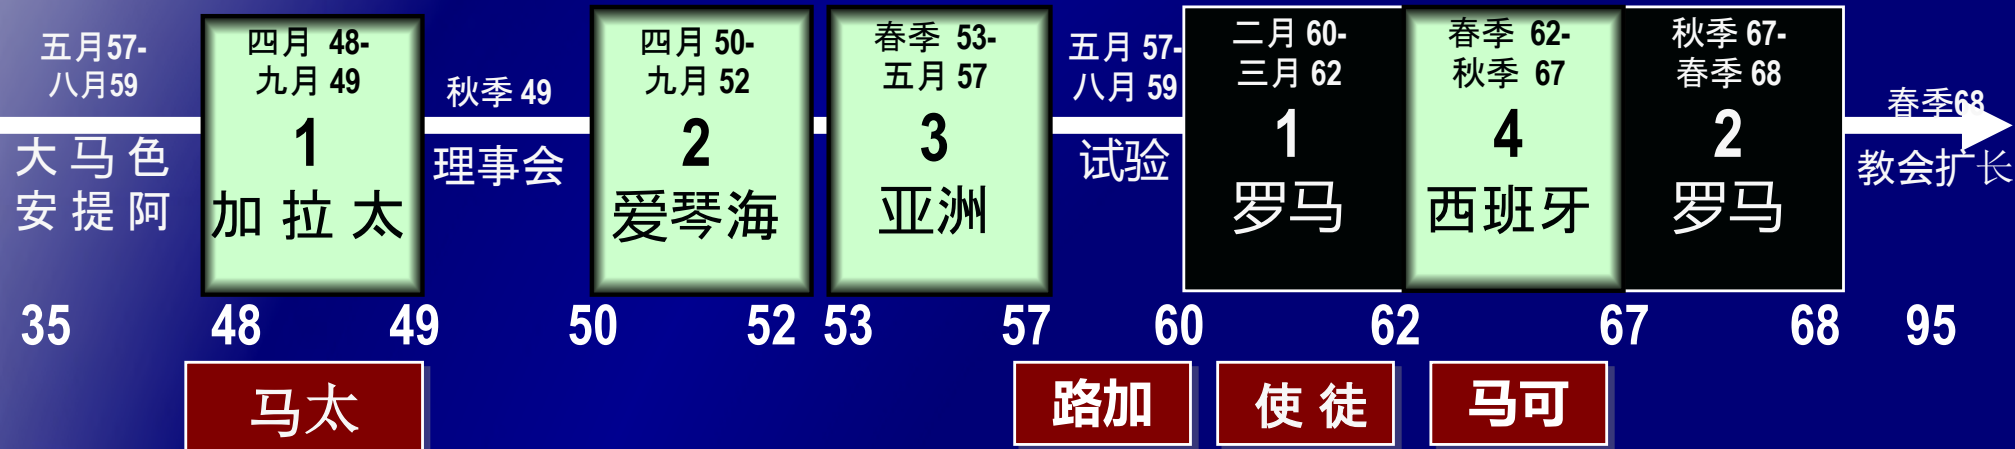 五月57-
八月59
大 马 色
安 提 阿
四月 48-
九月 49
1
加 拉 太
秋季 49
理事会
四月 50-
九月 52
2
爱琴海
春季 53-
五月 57
3
亚洲
五月 57-
八月 59
试验
二月 60-
三月 62
1
罗马
春季 62-
秋季 67
4
西班牙
秋季 67-
春季 68
2
罗马
春季68
教会扩长
35 48 49 50 52 53 57 60 62 67 68 95
马太
路加
使 徒
马可